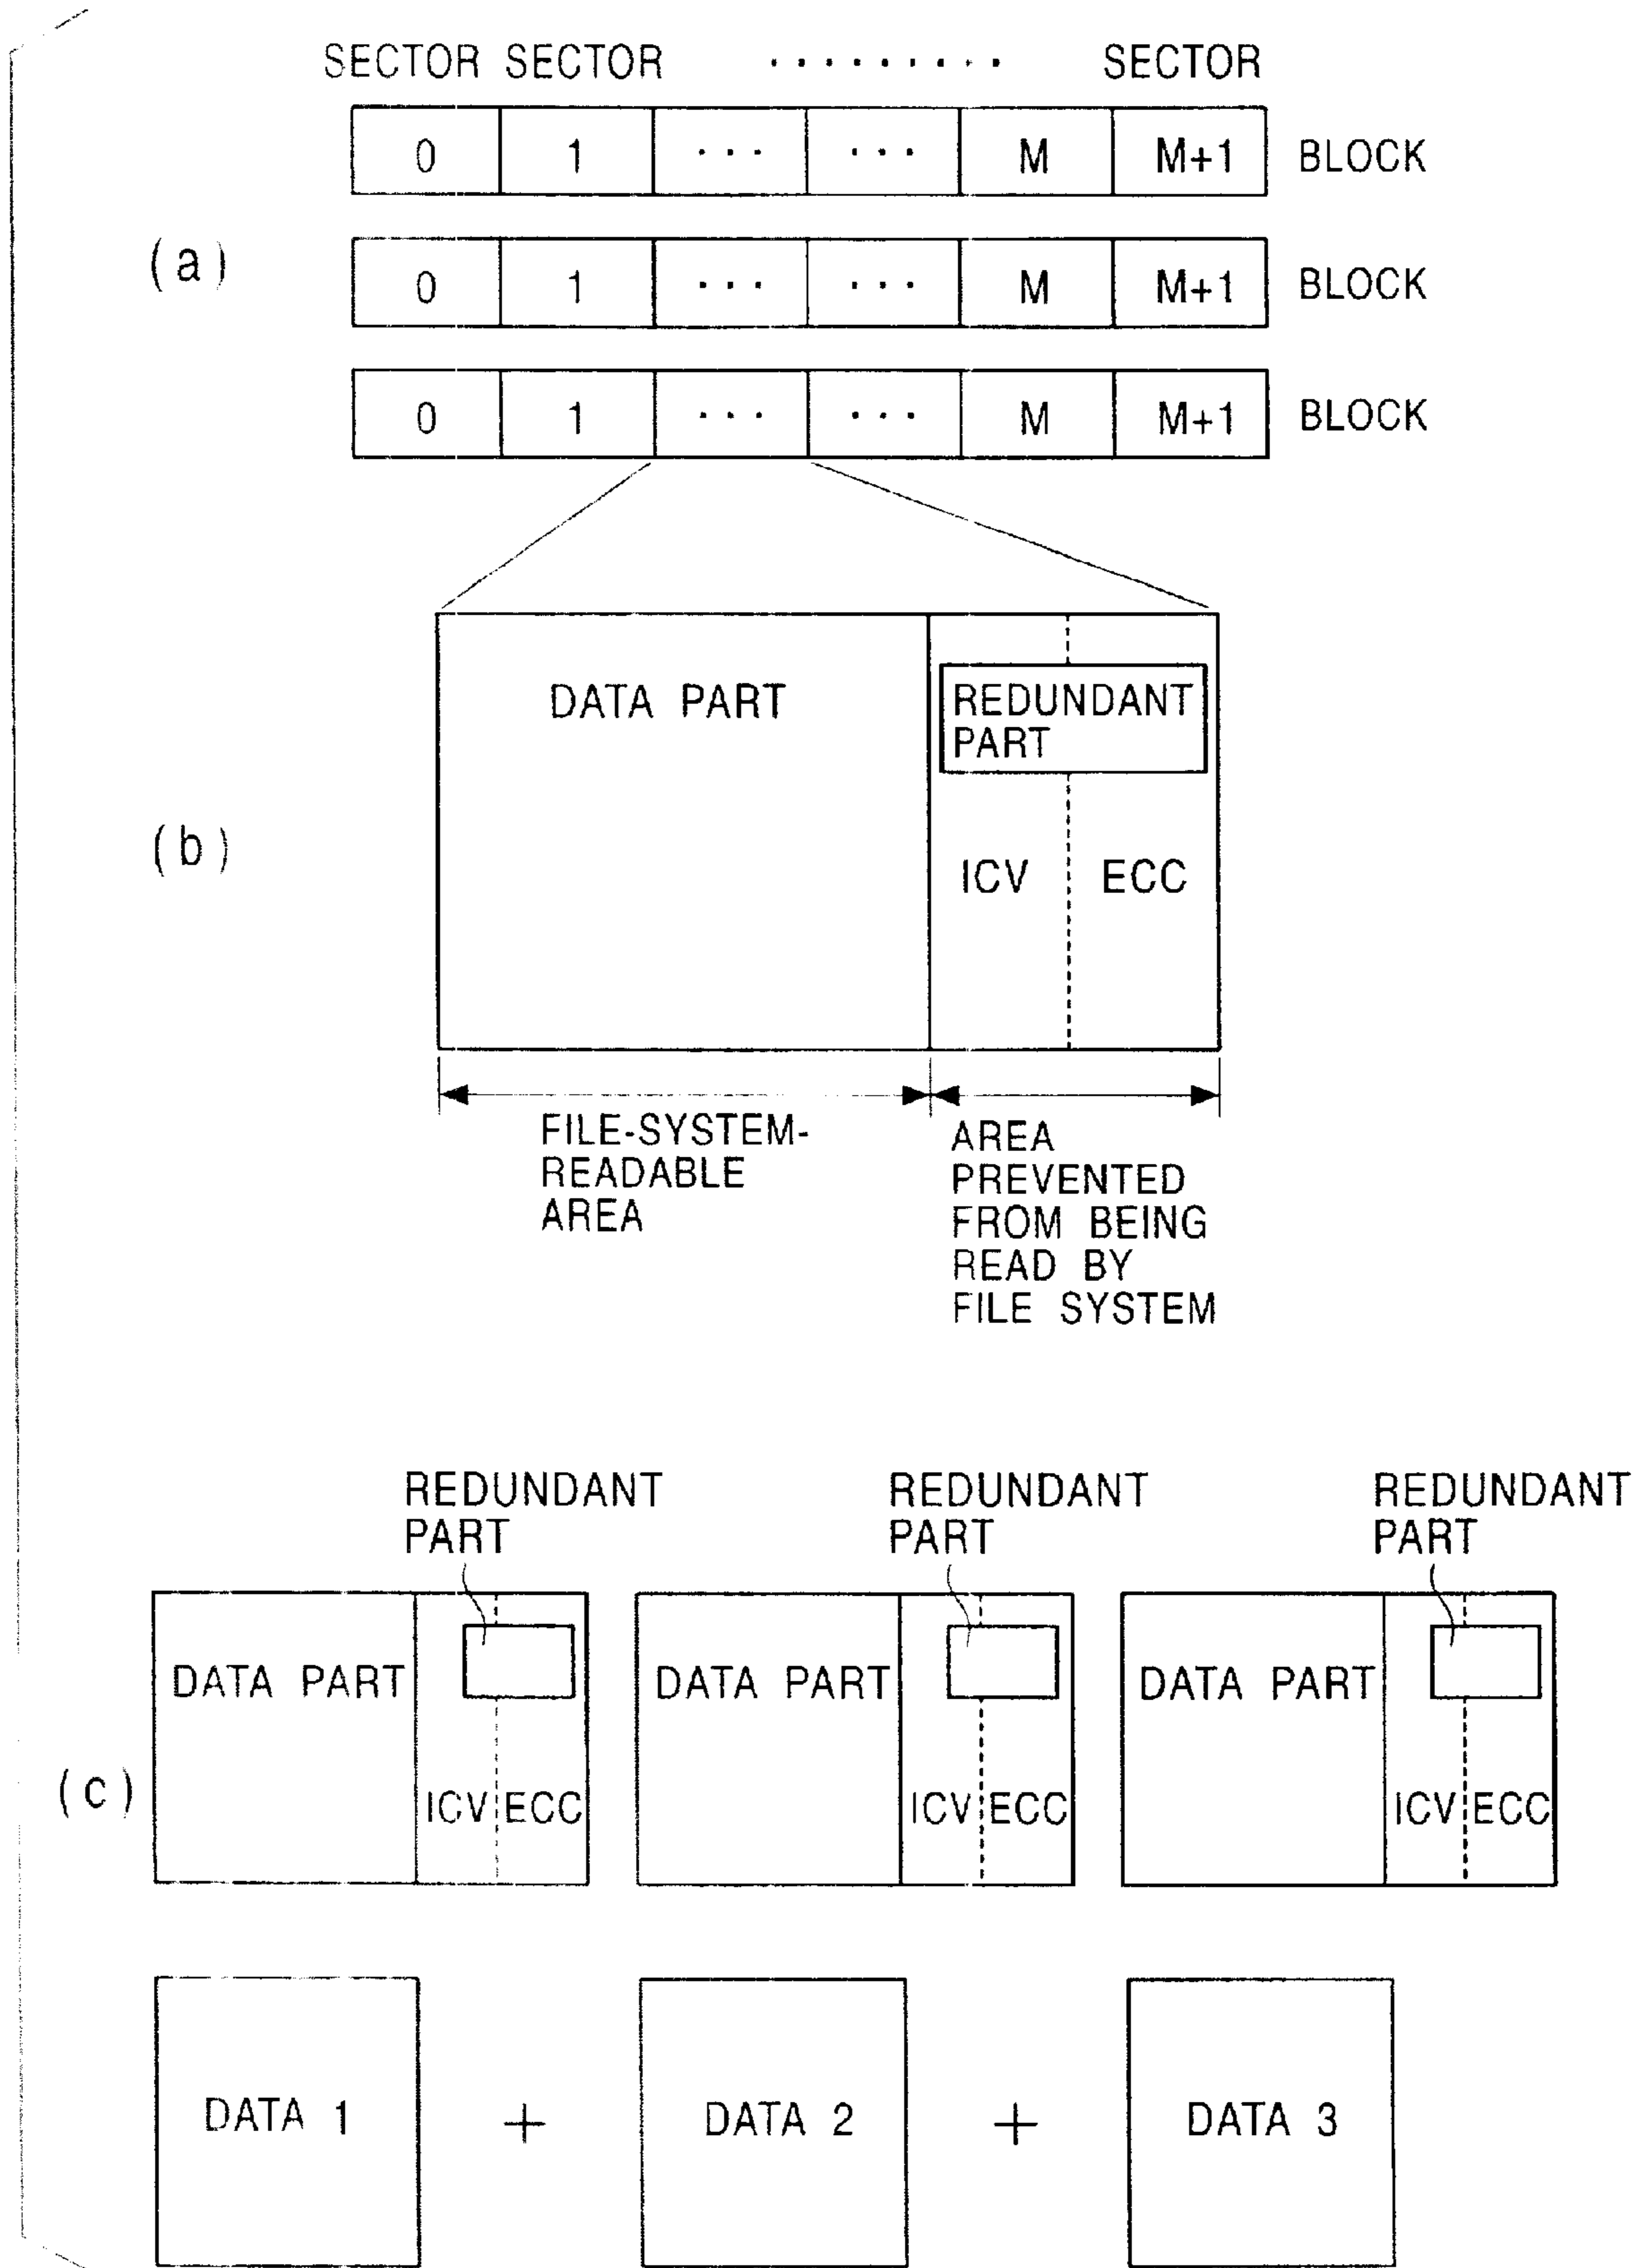 SECTOR SECTOR ········· SECTOR
0 1 ··· ··· M M+1 BLOCK
(a)
0 1 ··· ··· M M+1 BLOCK
0 1 ··· ··· M M+1 BLOCK
(b)
DATA PART
REDUNDANT
PART
ICV ECC
FILE-SYSTEM-
READABLE
AREA
AREA
PREVENTED
FROM BEING
READ BY
FILE SYSTEM
REDUNDANT
PART
REDUNDANT
PART
REDUNDANT
PART
(c)
DATA PART
ICV ECC
DATA PART
ICV ECC
DATA PART
ICV ECC
DATA 1 + DATA 2 + DATA 3